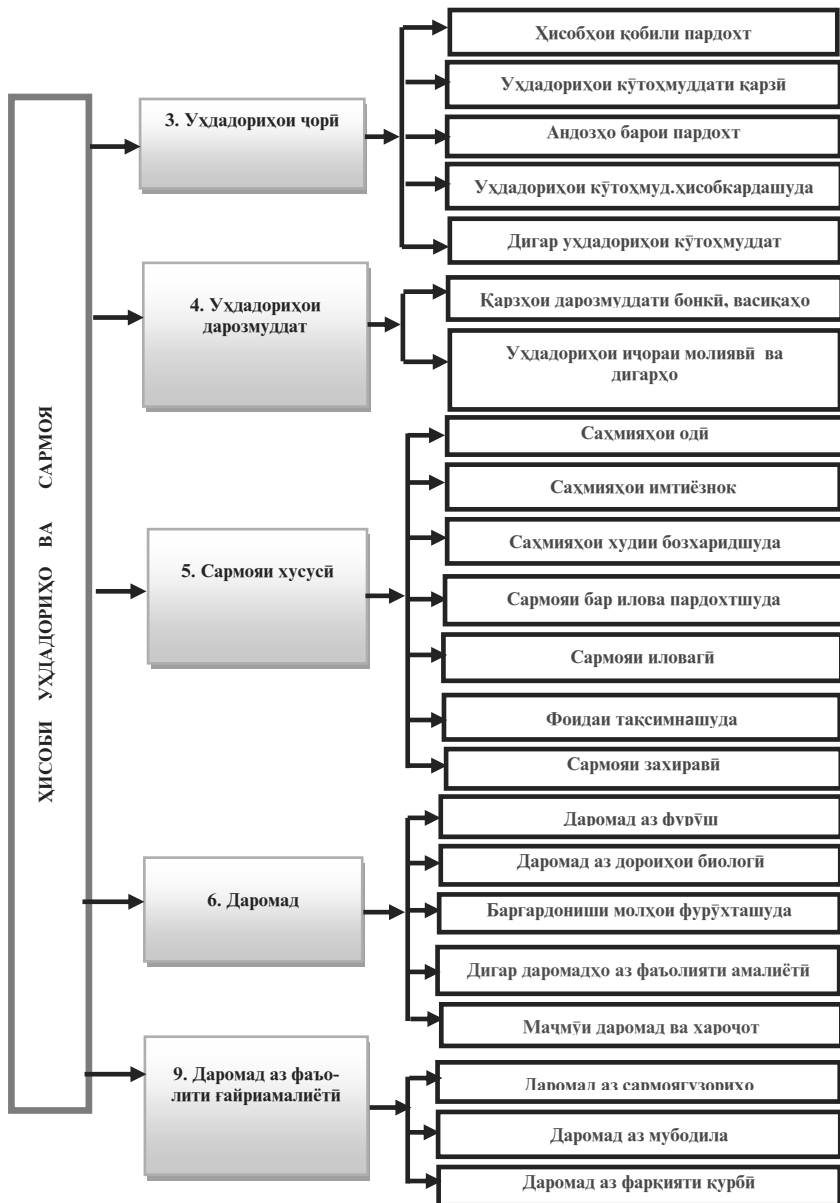 ҲИСОБИ УҲДАДОРИҲО ВА САРМОЯ
3. Уҳдадориҳои ҷорӣ
Ҳисобҳои қобили пардохт
Уҳдадориҳои кӯтоҳмуддати қарзӣ
Андозҳо барои пардохт
Уҳдадориҳои кӯтоҳмуд.ҳисобкардашуда
Дигар уҳдадориҳои кӯтоҳмуддат
4. Уҳдадориҳои
дарозмуддат
Қарзҳои дарозмуддати бонкӣ, васиқаҳо
Уҳдадориҳои иҷораи молиявӣ ва
дигарҳо
5. Сармояи хусусӣ
Саҳмияҳои одӣ
Саҳмияҳои имтиёзнок
Саҳмияҳои худии бозхаридшуда
Сармояи бар илова пардохтшуда
Сармояи иловагӣ
Фоидаи тақсимнашуда
Сармояи захиравӣ
6. Даромад
Даромад аз фурӯш
Даромад аз дороиҳои биологӣ
Баргардониши молҳои фурӯхташуда
Дигар даромадҳо аз фаъолияти амалиётӣ
Маҷмӯи даромад ва хароҷот
9. Даромад аз фаъо-
лити ғайриамалиётӣ
Даромад аз сармоягузориҳо
Даромад аз мубодила
Даромад аз фарқияти қурбӣ